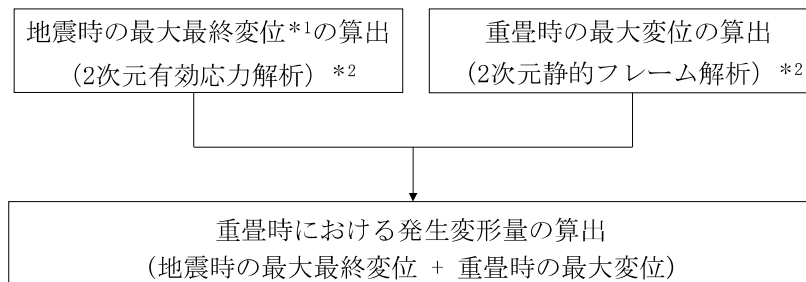 地震時の最大最終変位*1の算出
(2次元有効応力解析) *2
重畳時の最大変位の算出
(2次元静的フレーム解析) *2
重畳時における発生変形量の算出
(地震時の最大最終変位 + 重畳時の最大変位)